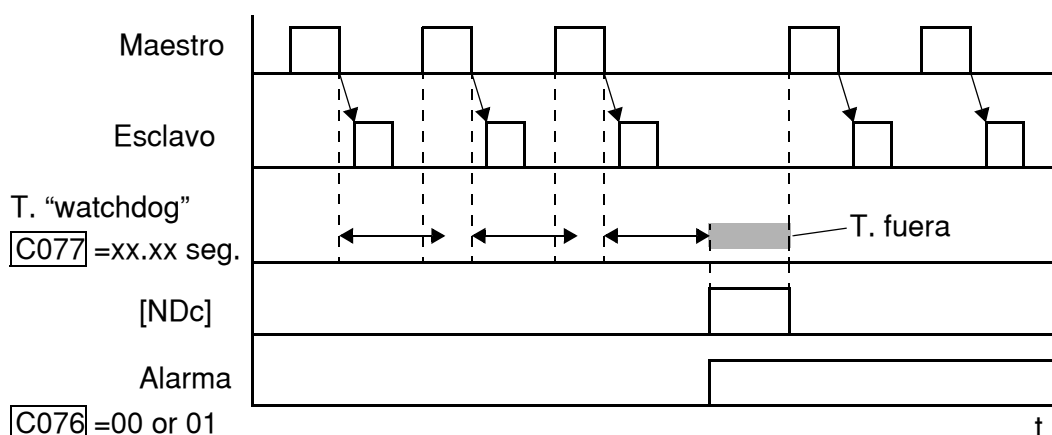 Maestro
Esclavo
T. “watchdog”
C077 =xx.xx seg.
T. fuera
[NDc]
Alarma
C076 =00 or 01
t